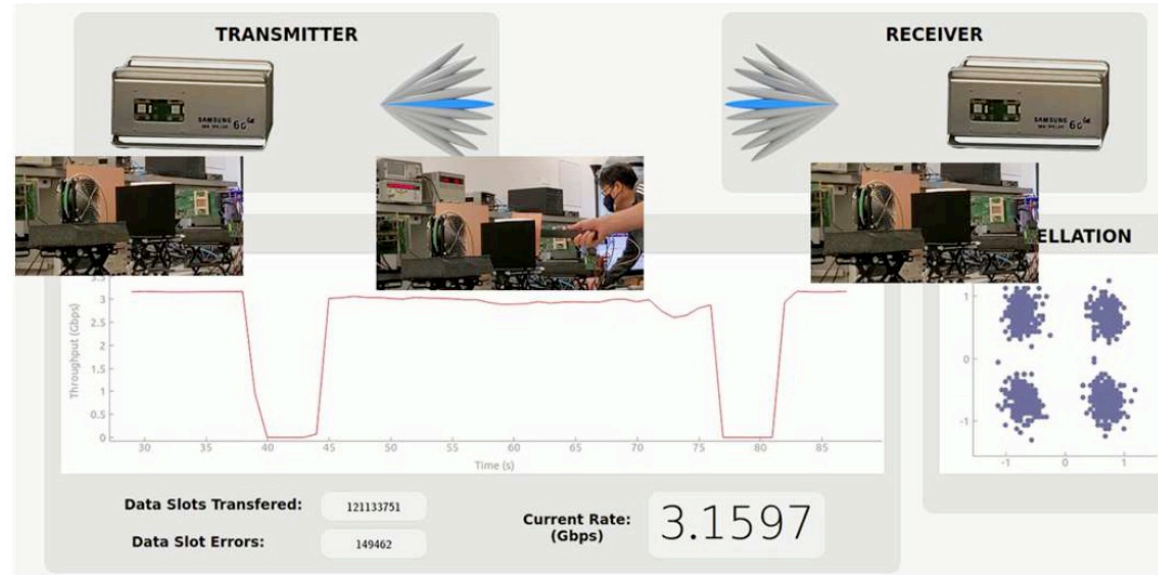 TRANSMITTER
RECEIVER
SAMSUNG
6G
SAMSUNG
6G
ELLATION
Throughput (Gbps)
3.5
3
2.5
2
1.5
1
0.5
0
30 35 40 45 50 55 60 65 70 75 80 85
Time (s)
1
0
-1
-1 0 1
Data Slots Transfered:
121133751
Data Slot Errors:
149462
Current Rate:
(Gbps)
3.1597